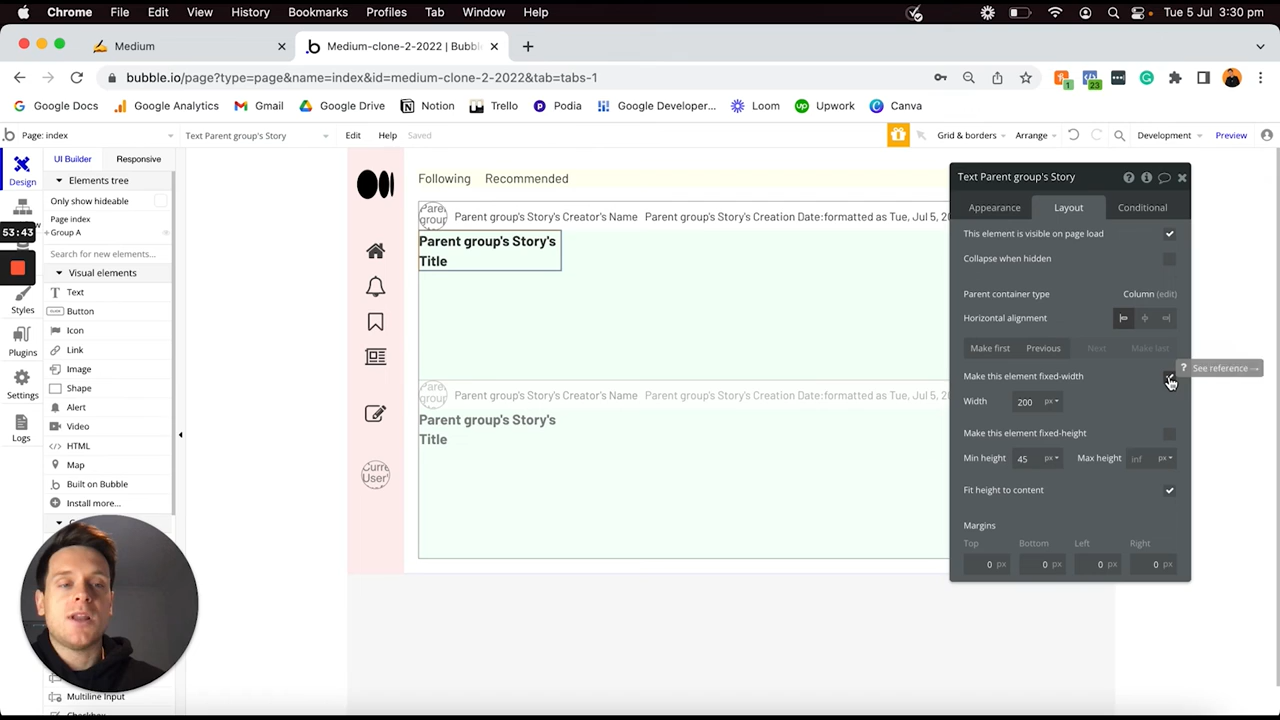 Chrome File Edit View History Bookmarks Profiles Tab Window Help Tue 5 Jul 3:30 pm
Medium Medium-clone-2-2022 | Bubbl
bubble.io/page?type=page&name=index&id=medium-clone-2-2022&tab=tabs-1
1 23
Google Docs Google Analytics Gmail Google Drive Notion Trello Podia Google Developer... Loom Upwork Canva
Page: index Text Parent group's Story Edit Help Saved Grid & borders Arrange Development Preview
Design
53:43
Styles
Plugins
Settings
Logs
UI Builder Responsive
Elements tree
Only show hideable
Page index
Group A
Search for new elements...
Visual elements
Text
Button
Icon
Link
Image
Shape
Alert
Video
HTML
Map
Built on Bubble
Install more...
Multiline Input
Following Recommended
Parent group's Story's Creator's Name Parent group's Story's Creation Date:formatted as Tue, Jul 5, 20
Parent group's Story's
Title
Parent group's Story's Creator's Name Parent group's Story's Creation Date:formatted as Tue, Jul 5, 20
Parent group's Story's
Title
Curre
User'
Text Parent group's Story
Appearance Layout Conditional
This element is visible on page load
Collapse when hidden
Parent container type Column (edit)
Horizontal alignment
Make first Previous Next Make last
Make this element fixed-width
? See reference →
Width 200 px
Make this element fixed-height
Min height 45 px Max height inf px
Fit height to content
Margins
Top Bottom Left Right
0 px 0 px 0 px 0 px